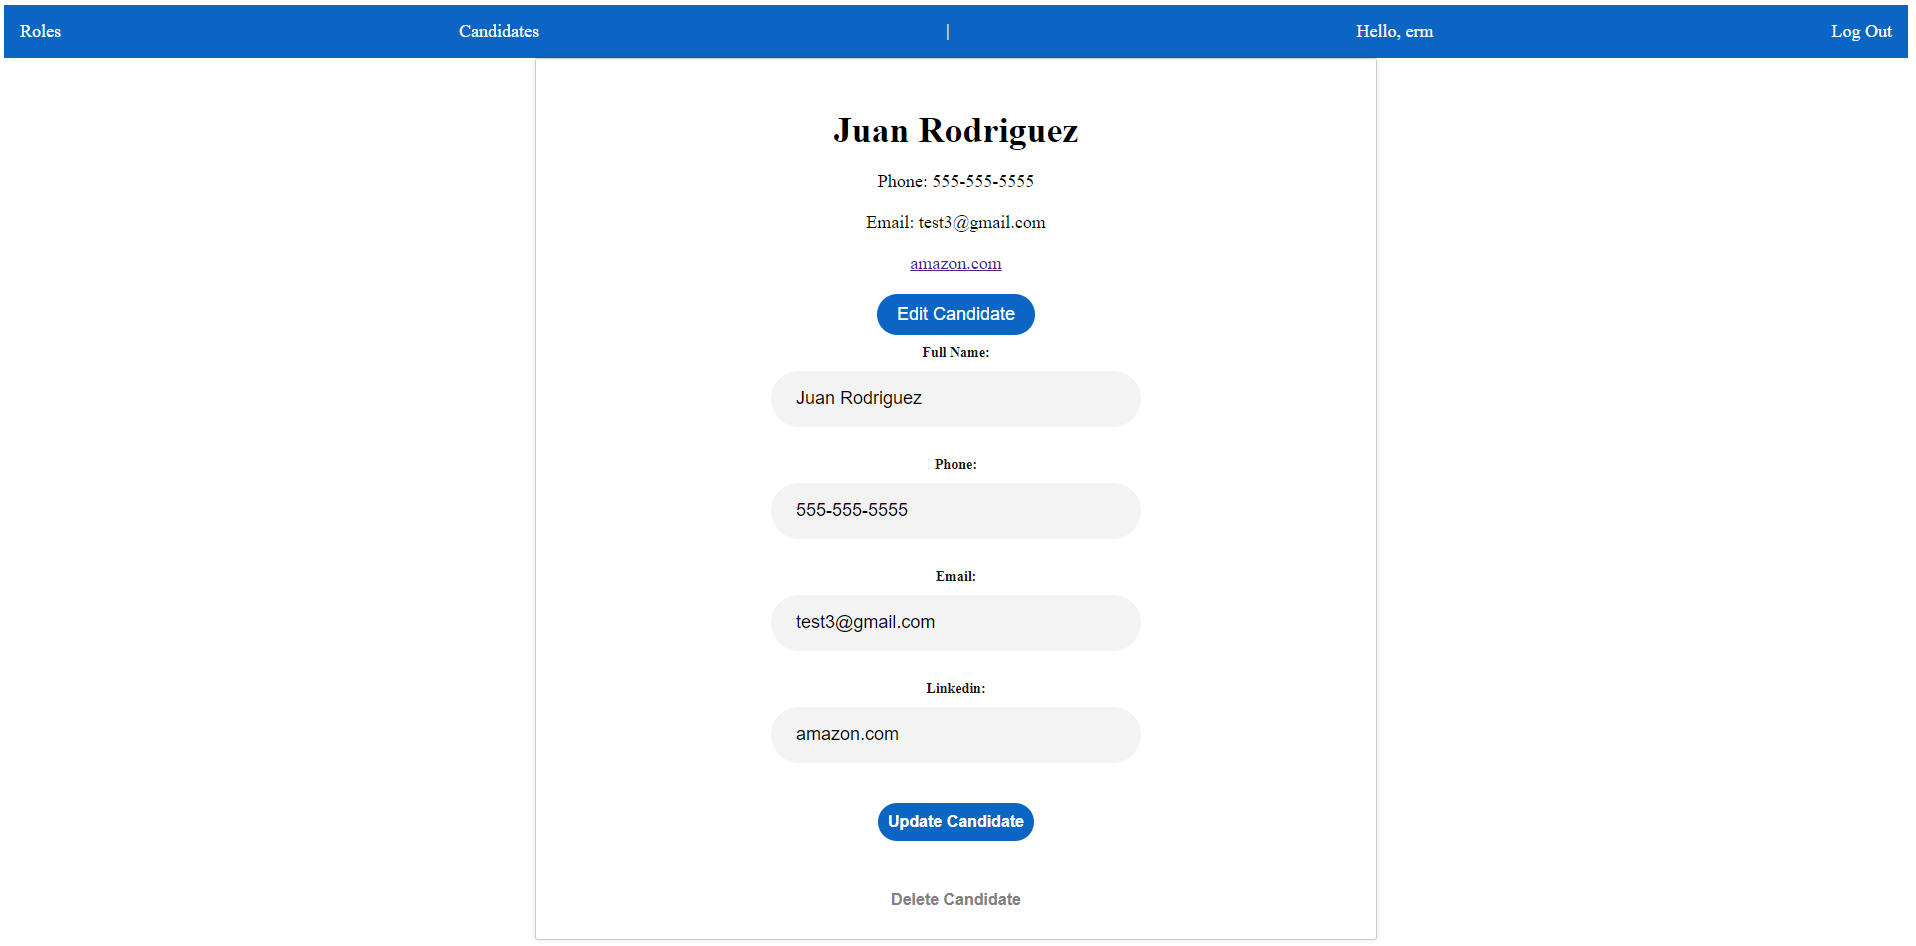 Roles Candidates | Hello, erm Log Out
Juan Rodriguez
Phone: 555-555-5555
Email: test3@gmail.com
amazon.com
Edit Candidate
Full Name:
Juan Rodriguez
Phone:
555-555-5555
Email:
test3@gmail.com
Linkedin:
amazon.com
Update Candidate
Delete Candidate